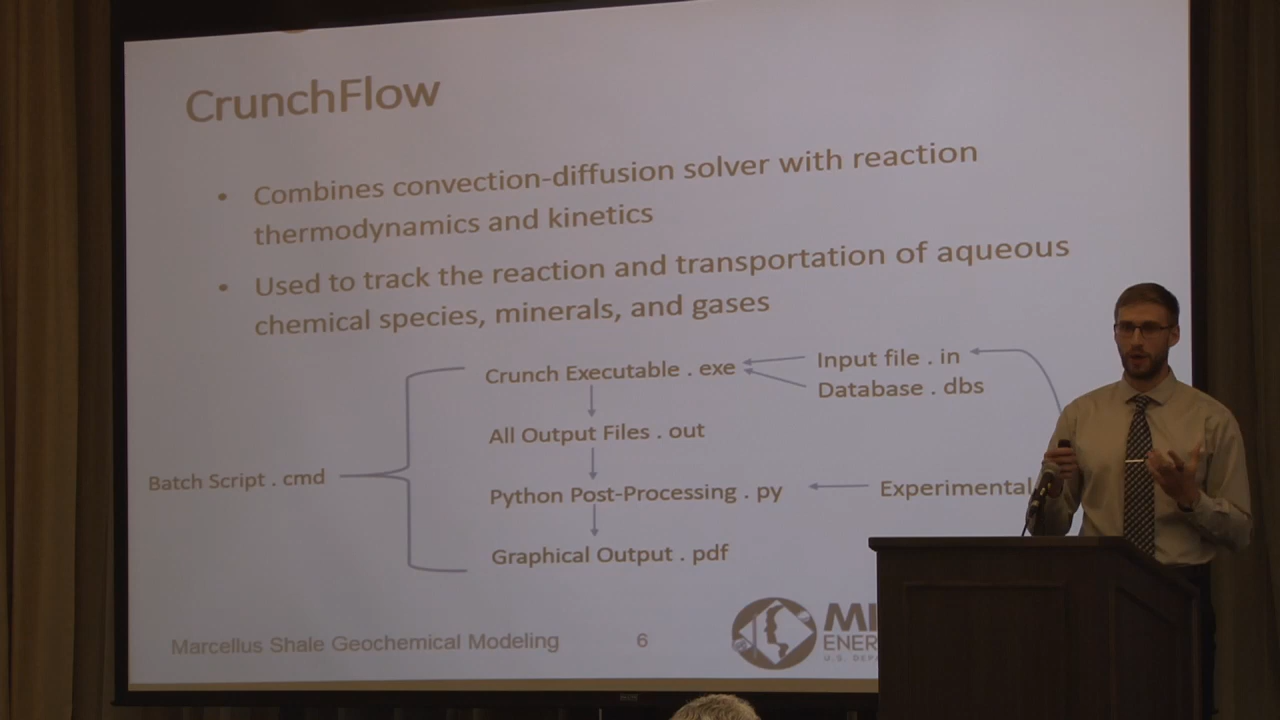 CrunchFlow
• Combines convection-diffusion solver with reaction
thermodynamics and kinetics
• Used to track the reaction and transportation of aqueous
chemical species, minerals, and gases
Crunch Executable . exe
Input file . in
Database . dbs
All Output Files . out
Batch Script . cmd
Python Post-Processing . py
Experimental
Graphical Output . pdf
Marcellus Shale Geochemical Modeling
6